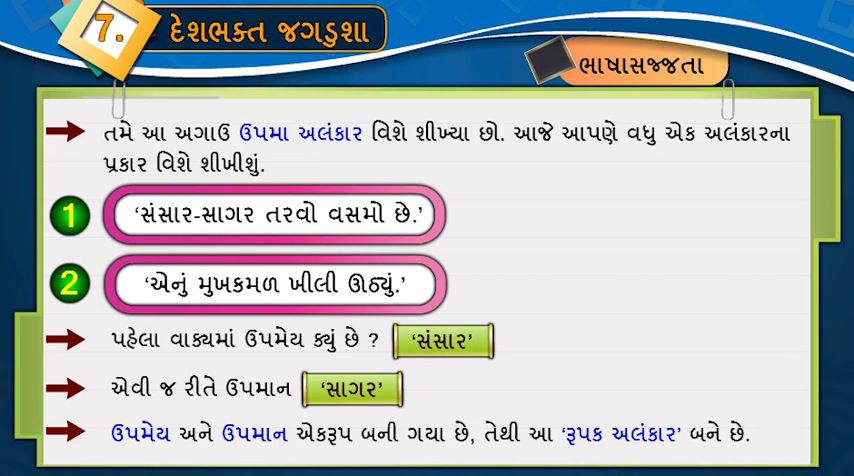 7. દેશભક્ત જગડુશા
ભાષાસજ્જતા
તમે આ અગાઉ ઉપમા અલંકાર વિશે શીખ્યા છો. આજે આપણે વધુ એક અલંકારના
પ્રકાર વિશે શીખીશું.
1 ‘સંસાર-સાગર તરવો વસમો છે.’
2 ‘એનું મુખકમળ ખીલી ઊઠ્યું.’
પહેલા વાક્યમાં ઉપમેય ક્યું છે ? ‘સંસાર’
એવી જ રીતે ઉપમાન ‘સાગર’
ઉપમેય અને ઉપમાન એકરૂપ બની ગયા છે, તેથી આ ‘રૂપક અલંકાર’ બને છે.